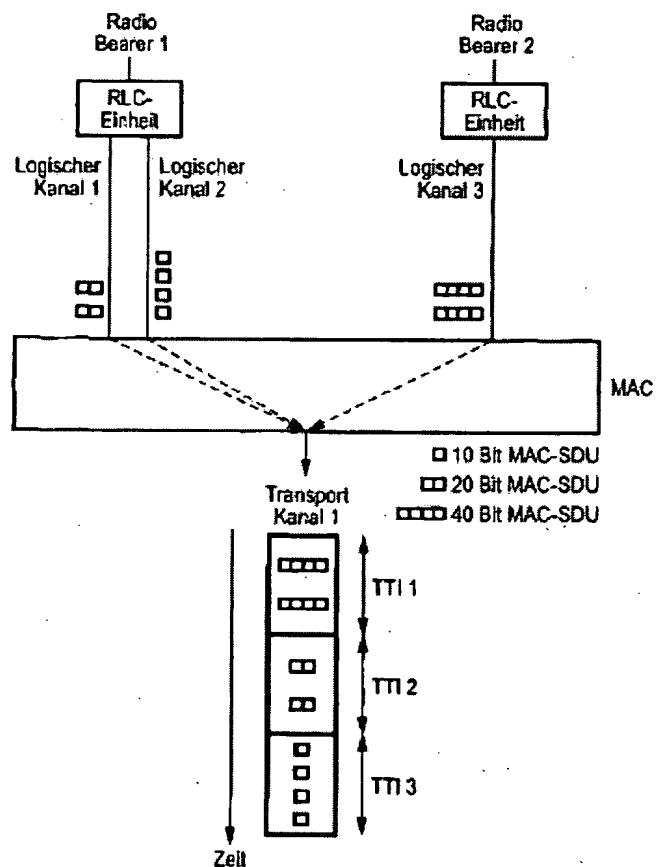 Radio
Bearer 1
Radio
Bearer 2
RLC-
Einheit
RLC-
Einheit
Logischer
Kanal 1
Logischer
Kanal 2
Logischer
Kanal 3
MAC
10 Bit MAC-SDU
20 Bit MAC-SDU
40 Bit MAC-SDU
Transport
Kanal 1
TTI 1
TTI 2
TTI 3
Zeit